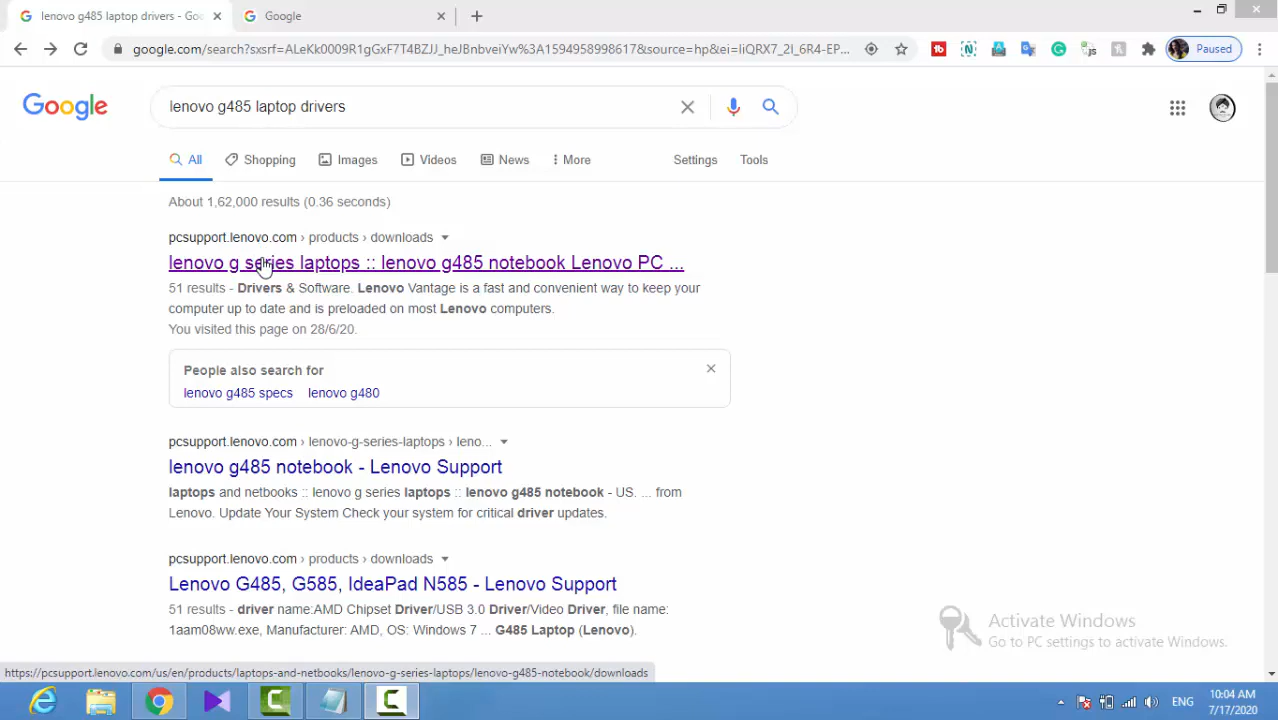 lenovo g485 laptop drivers - Goo
Google
google.com/search?sxsrf=ALeKk0009R1gGxF7T4BZJJ_heJBnbveiYw%3A1594958998617&source=hp&ei=liQRX7_2I_6R4-EP...
Paused
Google
lenovo g485 laptop drivers
All
Shopping
Images
Videos
News
More
Settings
Tools
About 1,62,000 results (0.36 seconds)
pcsupport.lenovo.com › products › downloads
lenovo g series laptops :: lenovo g485 notebook Lenovo PC ...
51 results - Drivers & Software. Lenovo Vantage is a fast and convenient way to keep your
computer up to date and is preloaded on most Lenovo computers.
You visited this page on 28/6/20.
People also search for
lenovo g485 specs
lenovo g480
pcsupport.lenovo.com › lenovo-g-series-laptops › leno...
lenovo g485 notebook - Lenovo Support
laptops and netbooks :: lenovo g series laptops :: lenovo g485 notebook - US. ... from
Lenovo. Update Your System Check your system for critical driver updates.
pcsupport.lenovo.com › products › downloads
Lenovo G485, G585, IdeaPad N585 - Lenovo Support
51 results - driver name:AMD Chipset Driver/USB 3.0 Driver/Video Driver, file name:
1aam08ww.exe, Manufacturer: AMD, OS: Windows 7 ... G485 Laptop (Lenovo).
Activate Windows
Go to PC settings to activate Windows.
https://pcsupport.lenovo.com/us/en/products/laptops-and-netbooks/lenovo-g-series-laptops/lenovo-g485-notebook/downloads
ENG
10:04 AM
7/17/2020